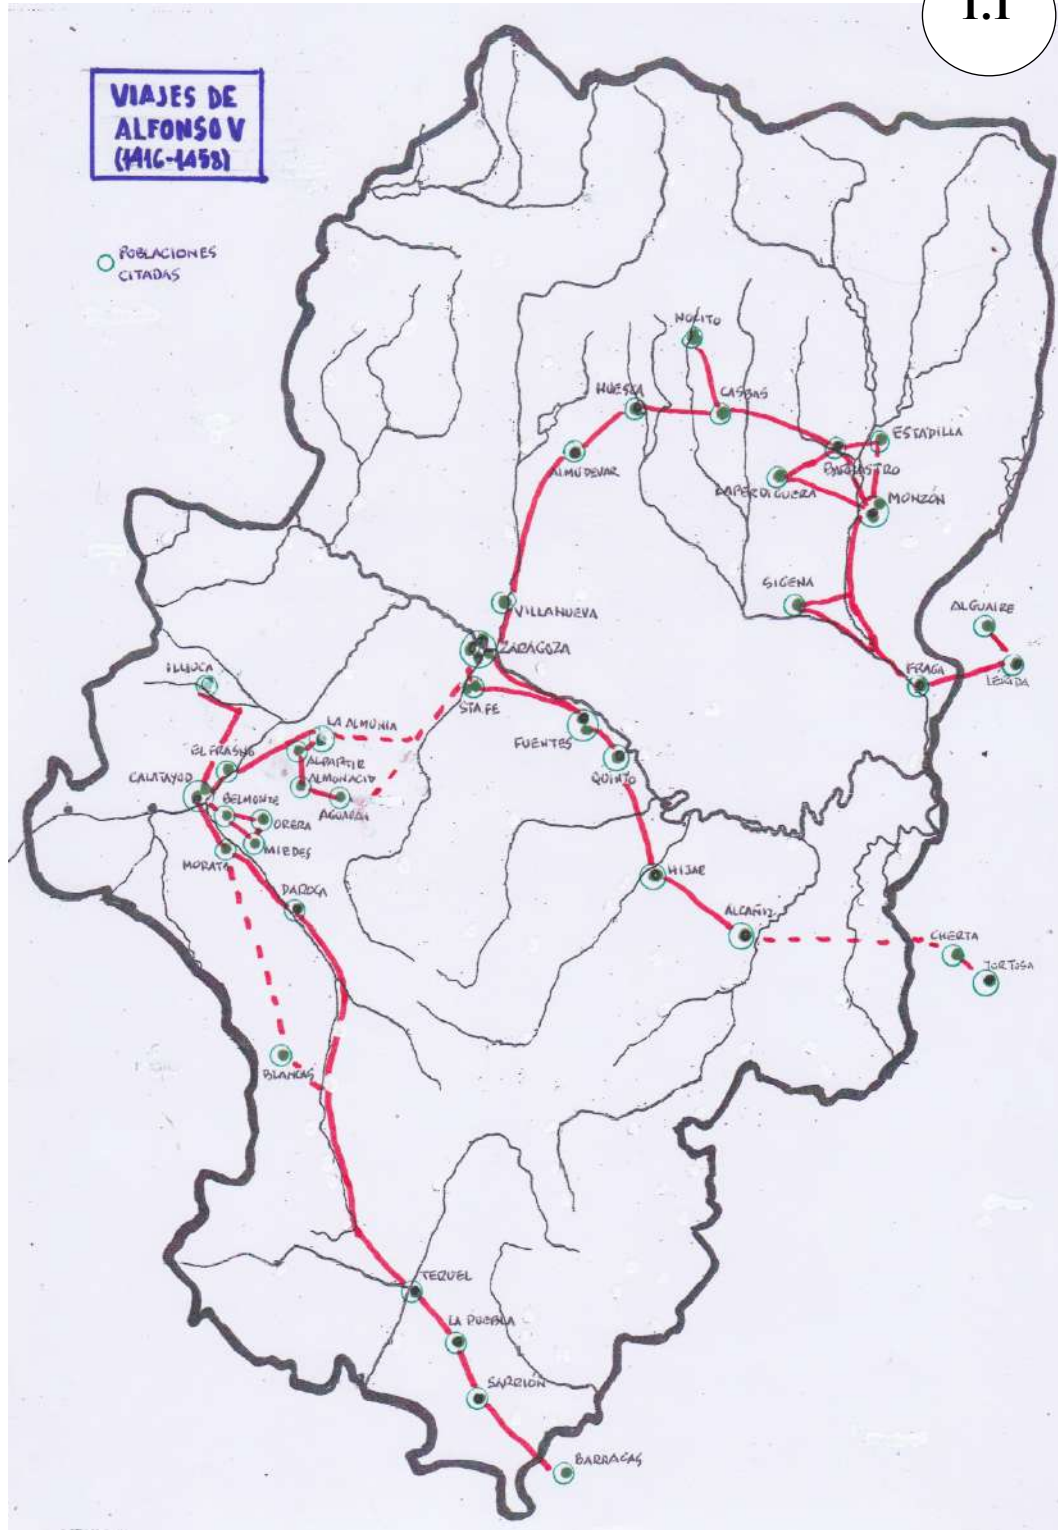 1.1
VIAJES DE
ALFONSO V
(1416-1458)
POBLACIONES
CITADAS
NOCITO
HUESCA
CASBAS
ESTADILLA
ALMUDEVAR
BARBASTRO
LAPERDIGUERA
MONZÓN
SIGENA
ALGUAIRE
VILLANUEVA
ZARAGOZA
ILLUECA
FRAGA
LÉRIDA
STA.FE
LA ALMUNIA
FUENTES
EL FRASNO
ALPARTIR
CALATAYUD
ALMONACID
QUINTO
BELMONTE
AGUARÓN
ORERA
MIEDES
MORATA
HIJAR
DAROCA
ALCAÑIZ
CHERTA
TORTOSA
BLANCAS
TERUEL
LA PUEBLA
SARRIÓN
BARRACAS